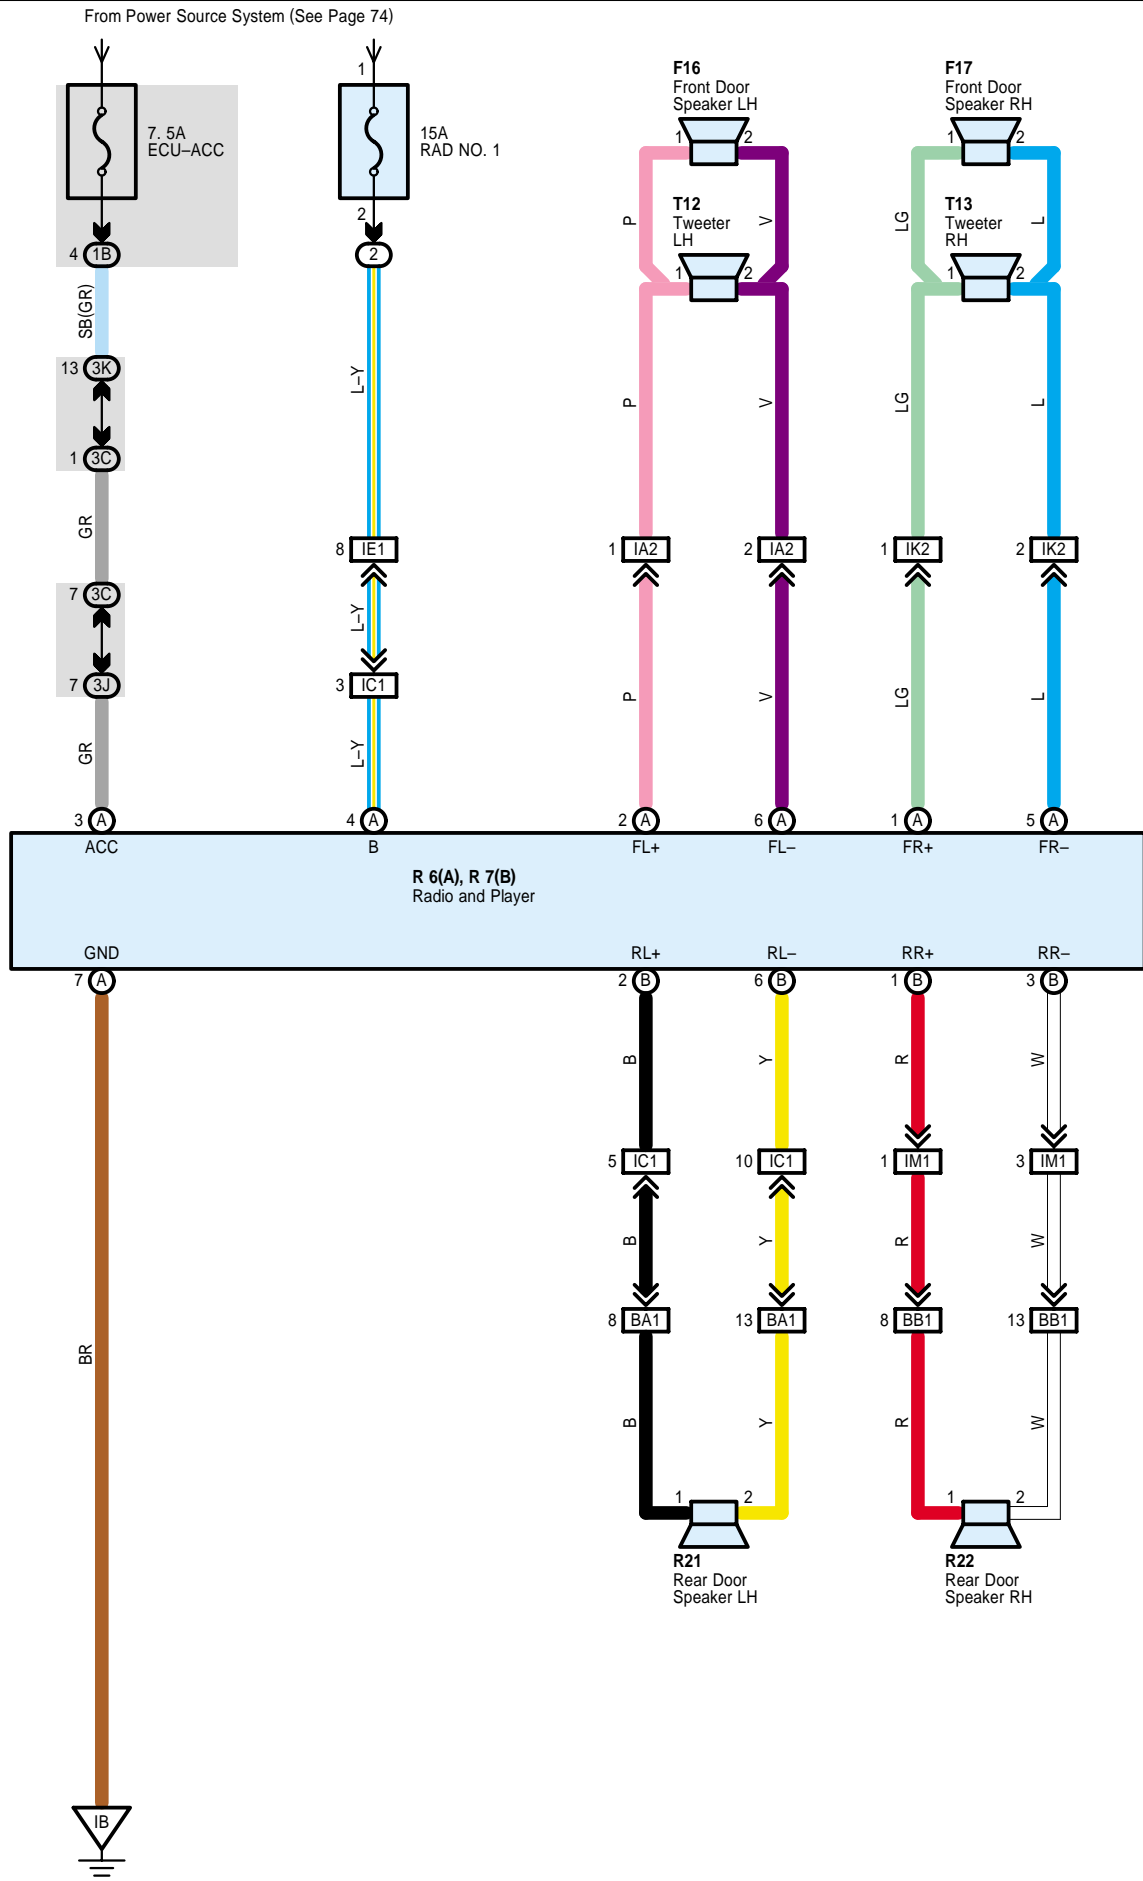 From Power Source System (See Page 74)
1
7. 5A
ECU–ACC
15A
RAD NO. 1
2
4 1B
2
SB(GR)
13 3K
1 3C
GR
7 3C
7 3J
GR
3 A
L–Y
8 IE1
L–Y
3 IC1
L–Y
4 A
F16
Front Door
Speaker LH
1 2
T12
Tweeter
LH
1 2
P V
P V
1 IA2 2 IA2
P V
2 A 6 A
F17
Front Door
Speaker RH
1 2
T13
Tweeter
RH
1 2
LG L
LG L
1 IK2 2 IK2
LG L
1 A 5 A
ACC B FL+ FL– FR+ FR–
R 6(A), R 7(B)
Radio and Player
GND RL+ RL– RR+ RR–
7 A 2 B 6 B 1 B 3 B
B Y R W
5 IC1 10 IC1 1 IM1 3 IM1
B Y R W
8 BA1 13 BA1 8 BB1 13 BB1
BR
B Y R W
1 2 1 2
R21
Rear Door
Speaker LH
R22
Rear Door
Speaker RH
IB